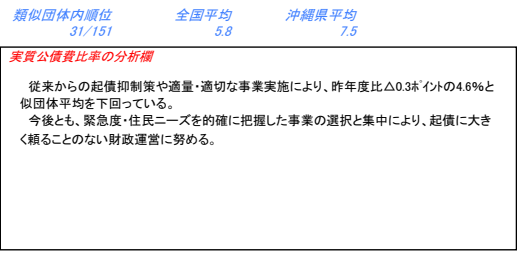 類似団体内順位 全国平均 沖縄県平均
31/151 5.8 7.5
実質公債費比率の分析欄
従来からの起債抑制策や適量・適切な事業実施により、昨年度比△0.3ポイントの4.6%と
似団体平均を下回っている。
今後とも、緊急度・住民ニーズを的確に把握した事業の選択と集中により、起債に大き
く頼ることのない財政運営に努める。